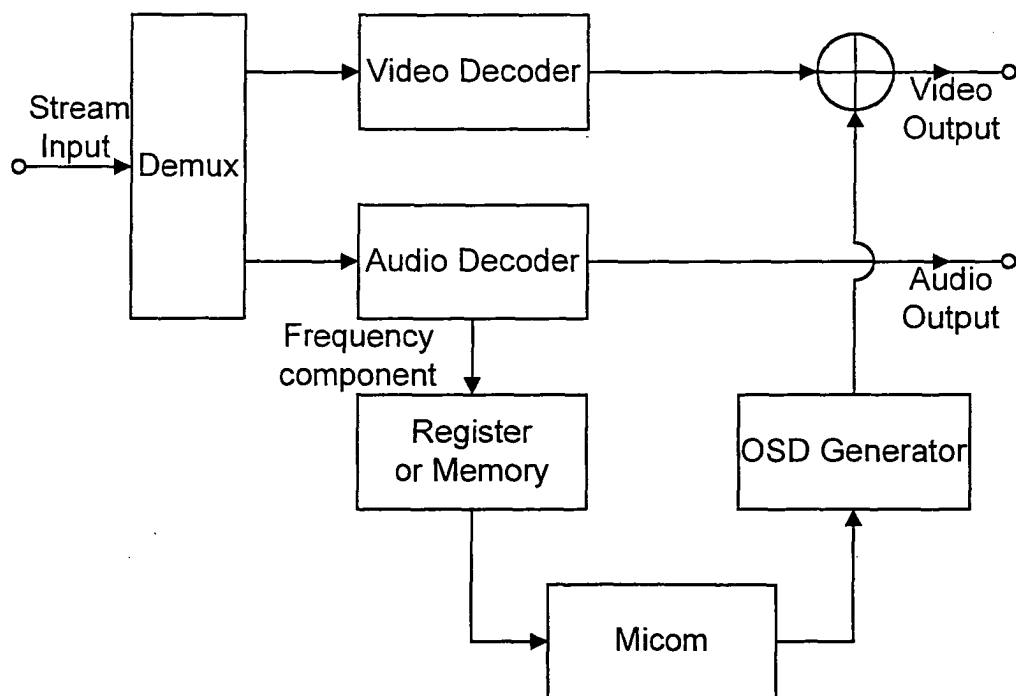 Stream
Input
Demux
Video Decoder
Video
Output
Audio Decoder
Audio
Output
Frequency
component
Register
or Memory
OSD Generator
Micom